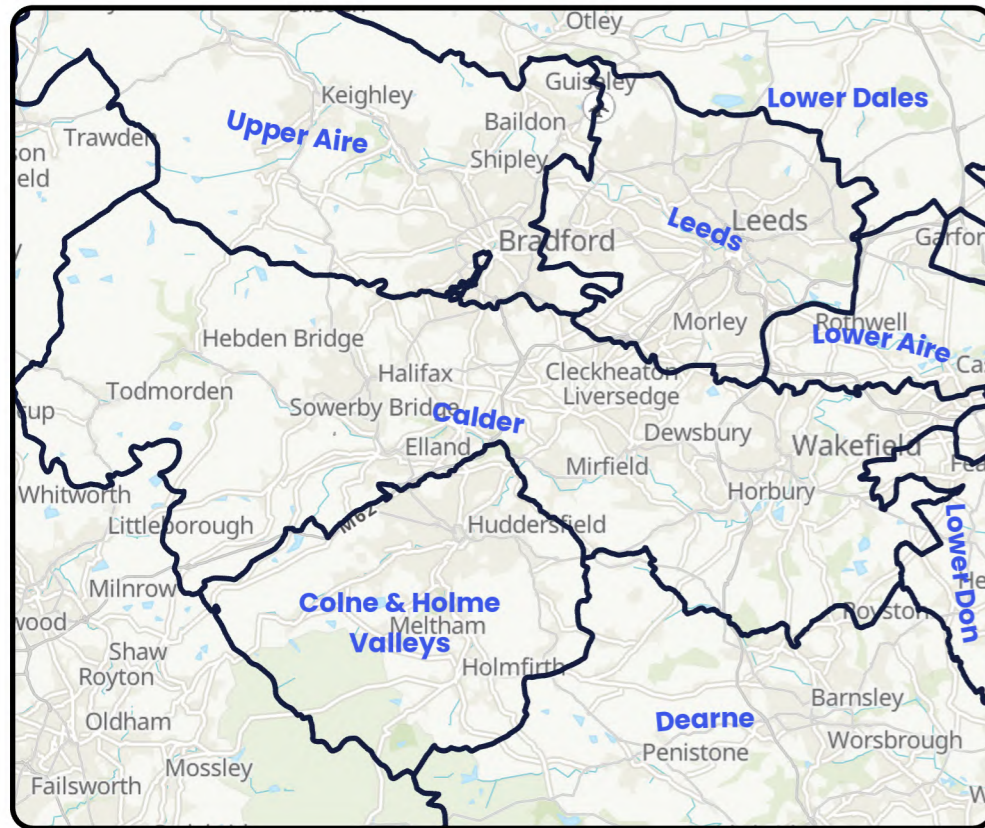 Otley
Guiseley
Keighley
Lower Dales
Upper Aire
Baildon
Trawden
Shipley
Leeds
Leeds
Bradford
Morley
Rothwell
Lower Aire
Hebden Bridge
Halifax
Cleckheaton
Todmorden
Liversedge
Sowerby Bridge
Calder
Elland
Dewsbury
Wakefield
Mirfield
Whitworth
Horbury
M62
Littleborough
Huddersfield
Lower Don
Milnrow
Colne & Holme
Valleys
Meltham
Royston
Shaw
Royton
Holmfirth
Barnsley
Oldham
Dearne
Penistone
Worsbrough
Mossley
Failsworth